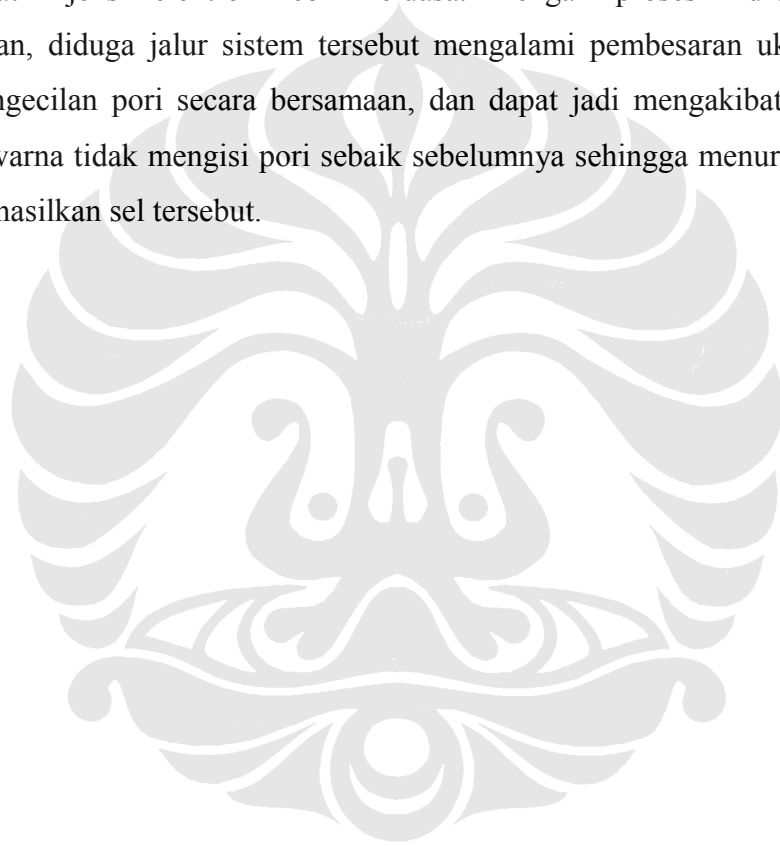 an, diduga jalur sistem tersebut mengalami pembesaran uk
ngecilan pori secara bersamaan, dan dapat jadi mengakibat
varna tidak mengisi pori sebaik sebelumnya sehingga menur
hasilkan sel tersebut.